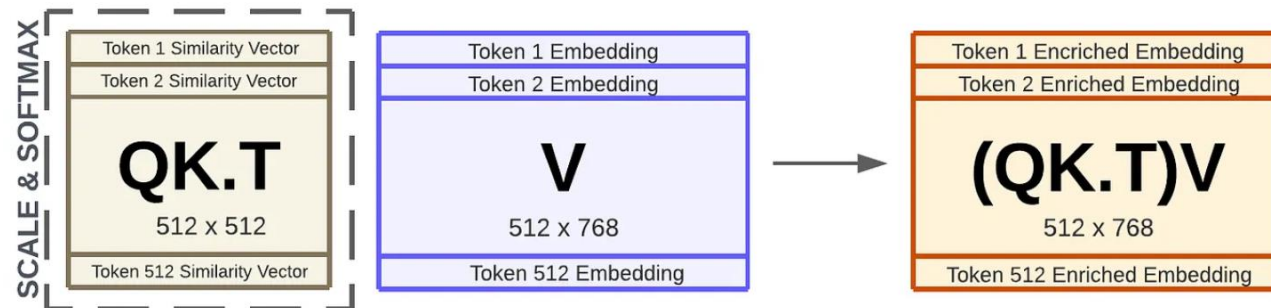 SCALE & SOFTMAX
Token 1 Similarity Vector
Token 2 Similarity Vector
QK.T
512 x 512
Token 512 Similarity Vector
Token 1 Embedding
Token 2 Embedding
V
512 x 768
Token 512 Embedding
Token 1 Encriched Embedding
Token 2 Enriched Embedding
(QK.T)V
512 x 768
Token 512 Enriched Embedding